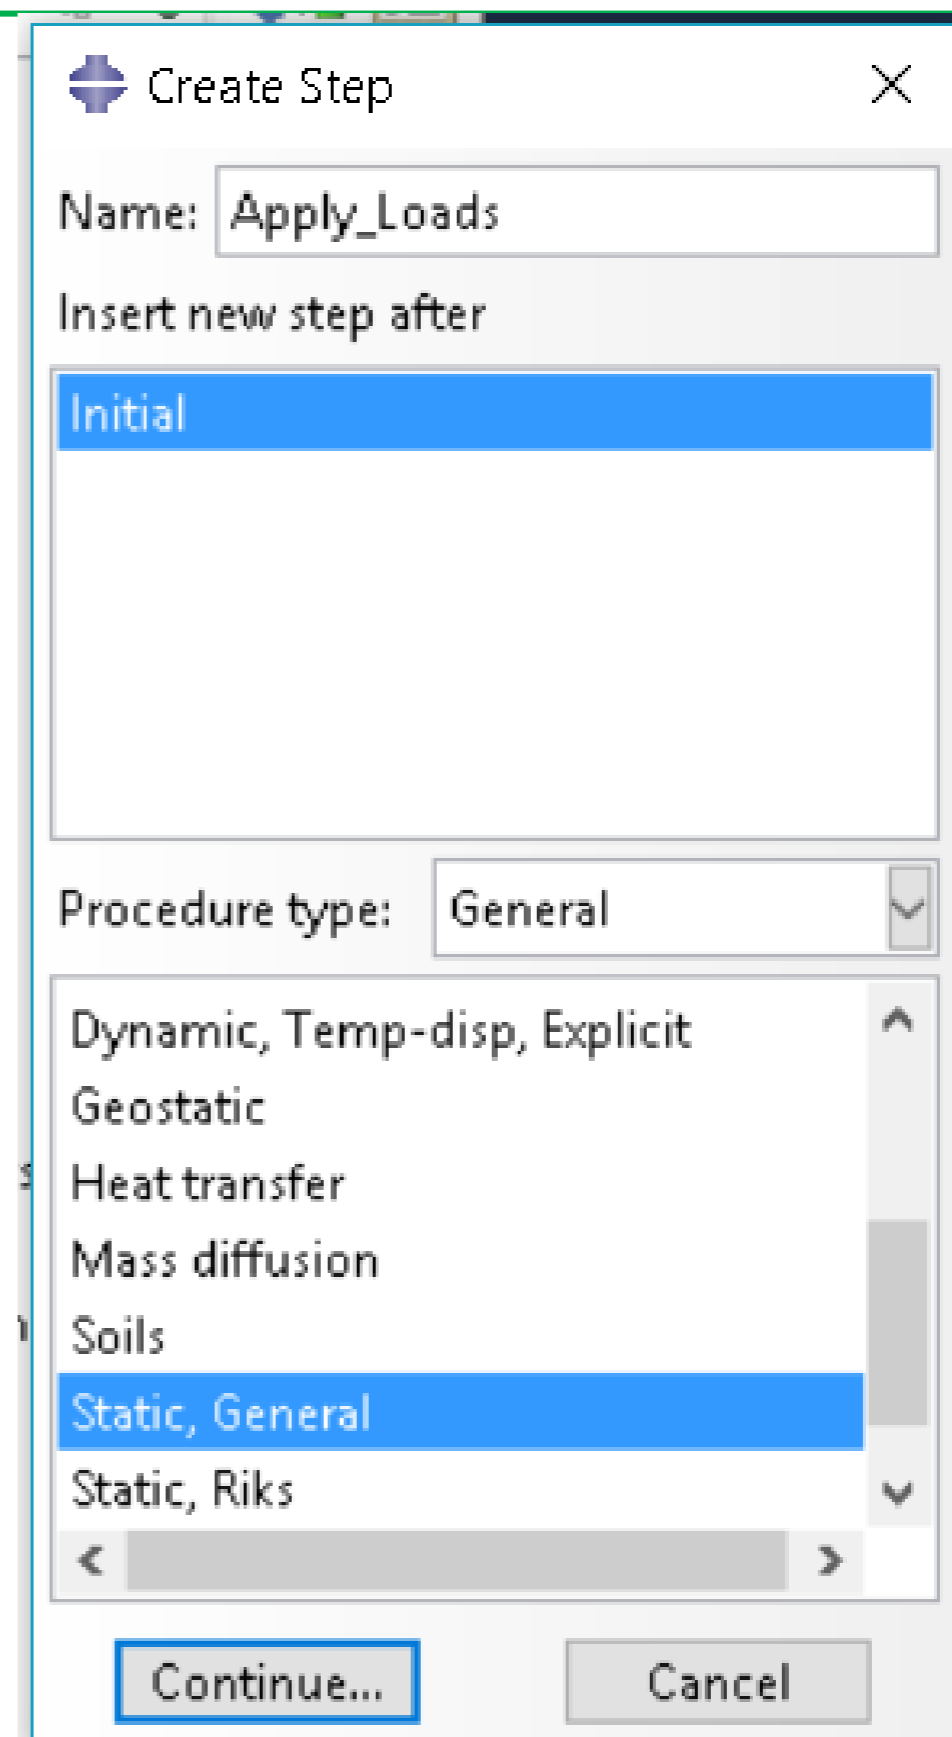 Create Step
Name: Apply_Loads
Insert new step after
Initial
Procedure type: General
Dynamic, Temp-disp, Explicit
Geostatic
Heat transfer
Mass diffusion
Soils
Static, General
Static, Riks
Continue... Cancel